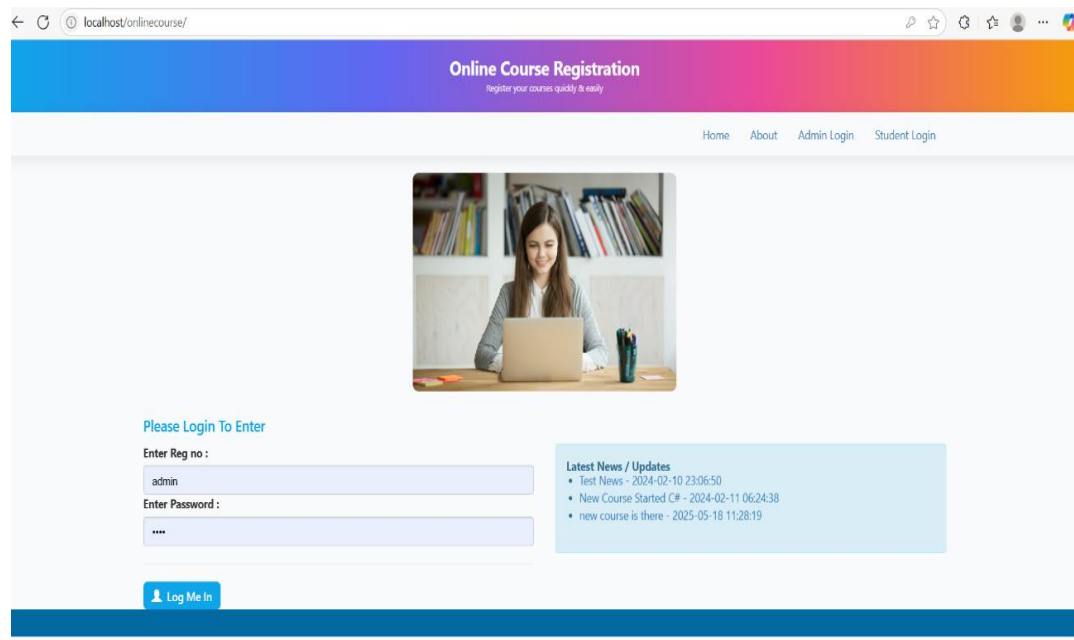 localhost/onlinecourse/
Online Course Registration
Register your courses quickly & easily
Home About Admin Login Student Login
Please Login To Enter
Enter Reg no :
admin
Enter Password :
••••
Log Me In
Latest News / Updates
• Test News - 2024-02-10 23:06:50
• New Course Started C# - 2024-02-11 06:24:38
• new course is there - 2025-05-18 11:28:19